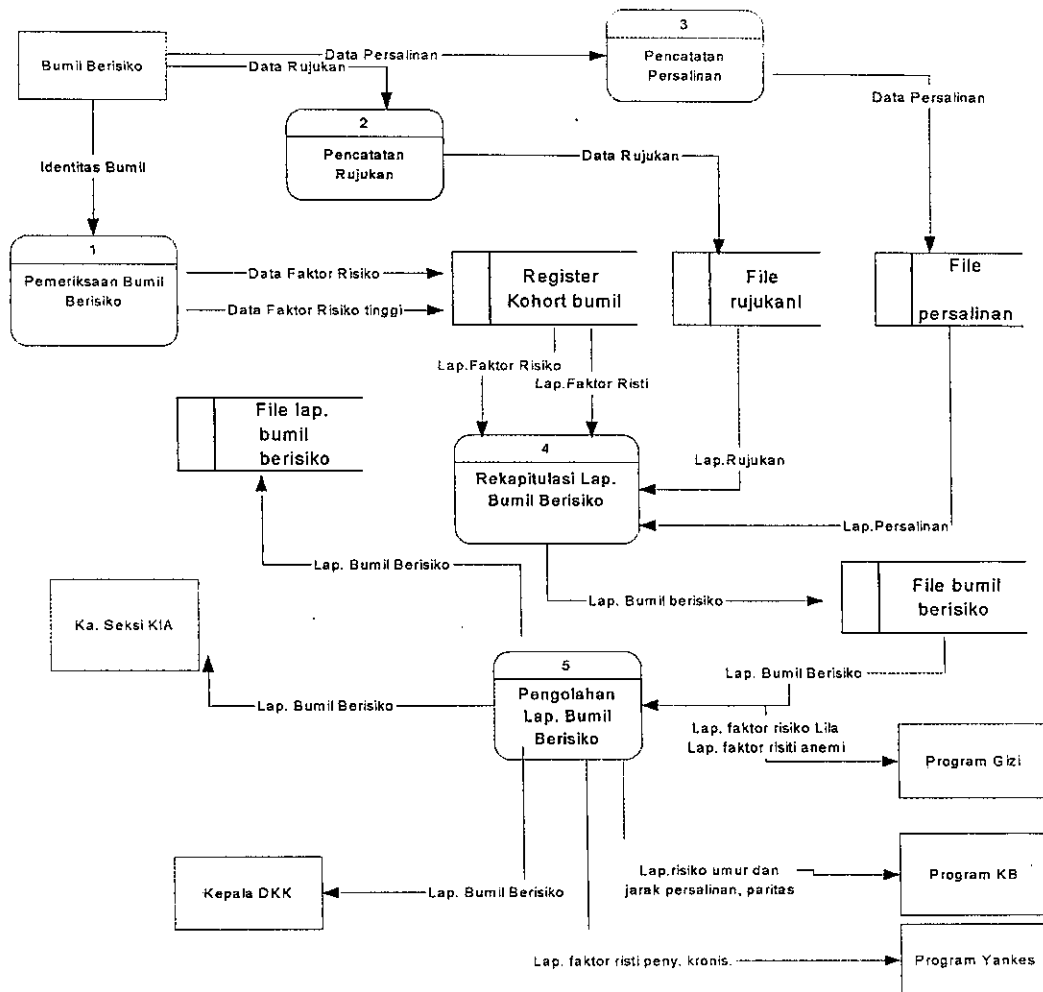 3
Bumil Berisiko
Data Persalinan
Data Rujukan
Pencatatan
Persalinan
2
Data Persalinan
Pencatatan
Rujukan
Data Rujukan
Identitas Bumil
1
Pemeriksaan Bumil
Berisiko
Data Faktor Risiko
Data Faktor Risiko tinggi
Register
Kohort bumil
File
rujukanI
File
persalinan
Lap.Faktor Risiko
Lap.Faktor Risti
File lap.
bumil
berisiko
4
Rekapitulasi Lap.
Bumil Berisiko
Lap.Rujukan
Lap.Persalinan
Lap. Bumil Berisiko
Lap. Bumil berisiko
File bumil
berisiko
Ka. Seksi KIA
5
Pengolahan
Lap. Bumil
Berisiko
Lap. Bumil Berisiko
Lap. Bumil Berisiko
Lap. faktor risiko Lila
Lap. faktor risiti anemi
Program Gizi
Kepala DKK
Lap. Bumil Berisiko
Lap.risiko umur dan
jarak persalinan, paritas
Program KB
Lap. faktor risti peny. kronis.
Program Yankes